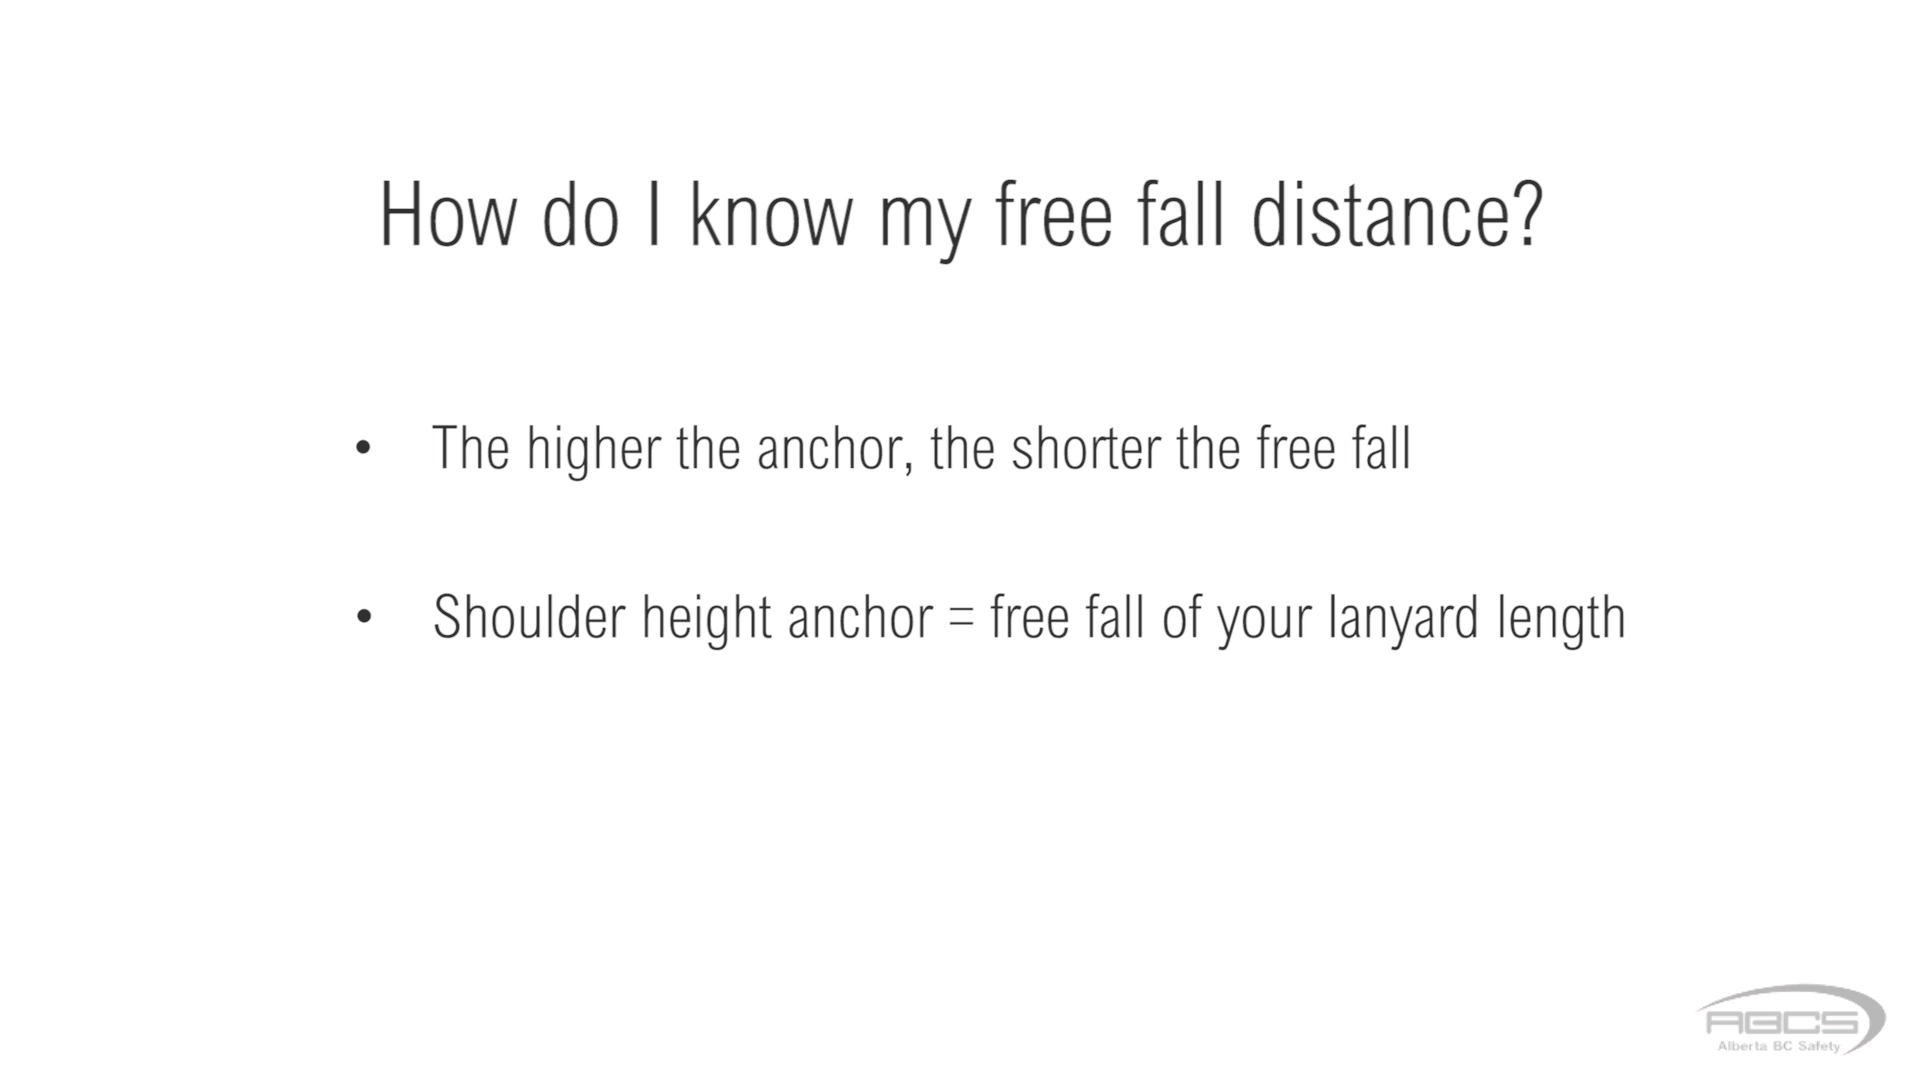 How do I know my free fall distance?
• The higher the anchor, the shorter the free fall
• Shoulder height anchor = free fall of your lanyard length
ABCS
Alberta BC Safety